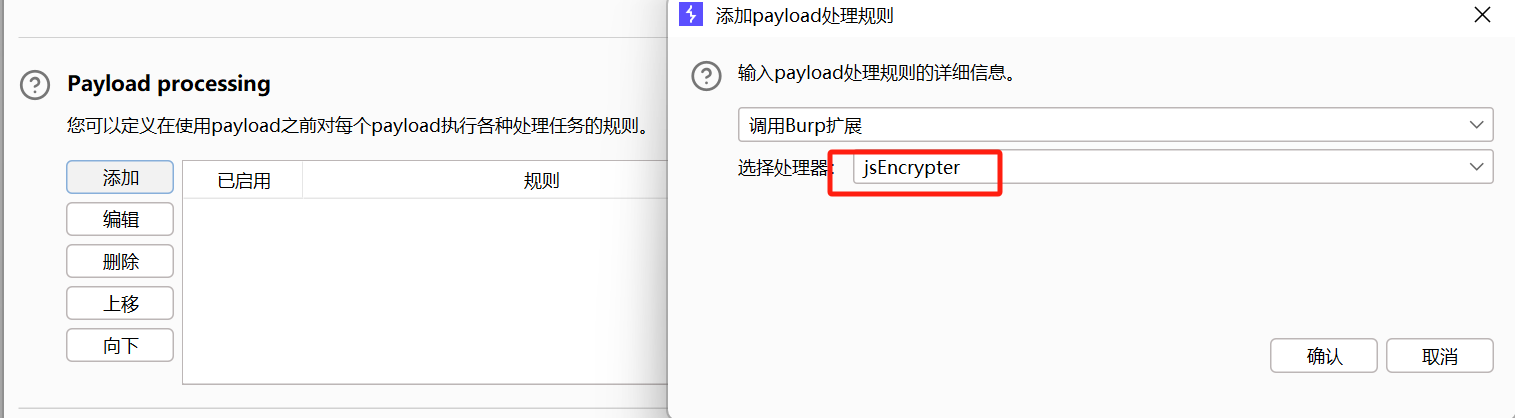 Payload processing
您可以定义在使用payload之前对每个payload执行各种处理任务的规则。
添加
编辑
删除
上移
向下
已启用
规则
添加payload处理规则
输入payload处理规则的详细信息。
调用Burp扩展
选择处理器:
jsEncrypter
确认
取消